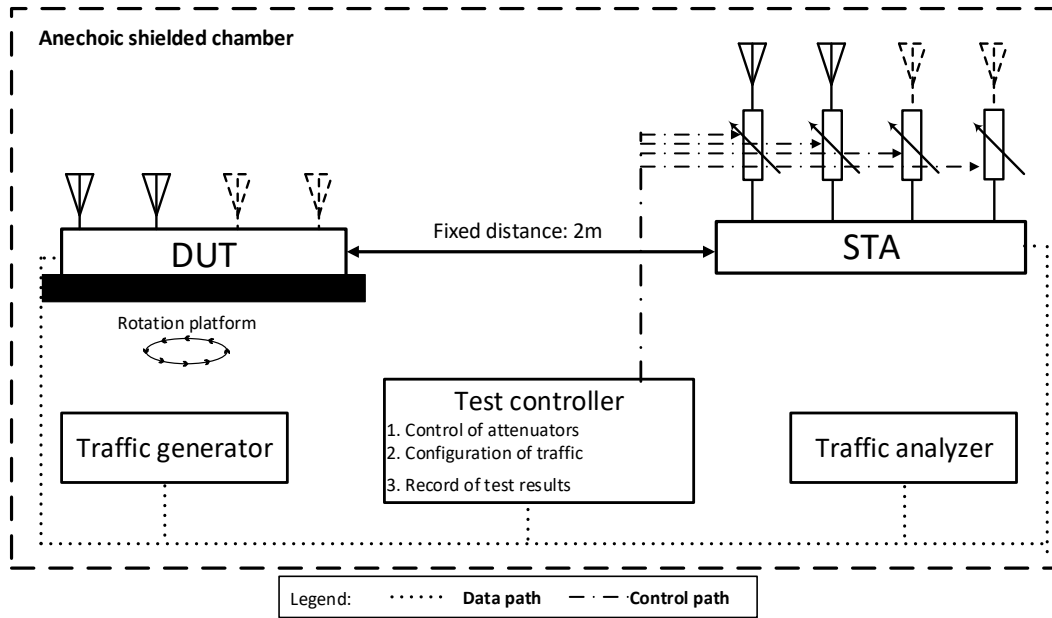 Anechoic shielded chamber
Fixed distance: 2m
DUT
STA
Rotation platform
Traffic generator
Test controller
1. Control of attenuators
2. Configuration of traffic
3. Record of test results
Traffic analyzer
Legend: Data path Control path